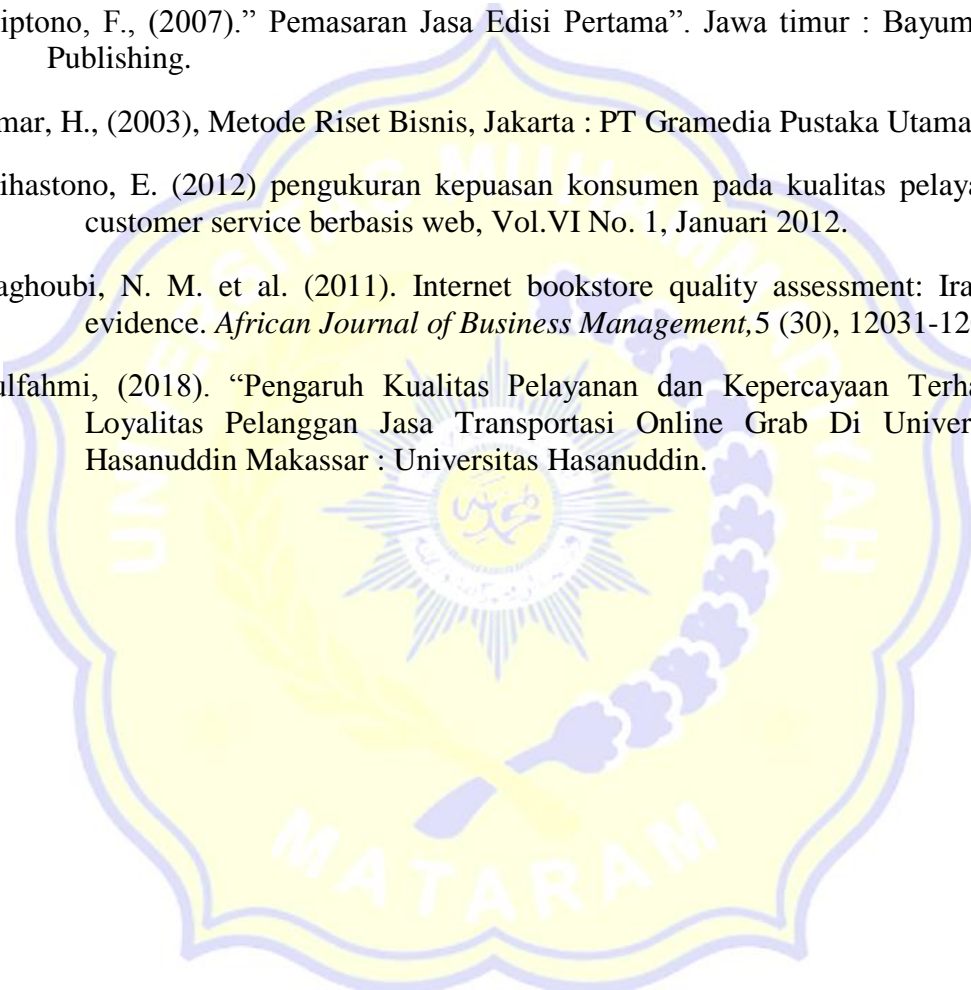 iptono, F., (2007).” Pemasaran Jasa Edisi Pertama”. Jawa timur : Bayum
Publishing.
mar, H., (2003), Metode Riset Bisnis, Jakarta : PT Gramedia Pustaka Utama
ihastono, E. (2012) pengukuran kepuasan konsumen pada kualitas pelaya
customer service berbasis web, Vol.VI No. 1, Januari 2012.
aghoubi, N. M. et al. (2011). Internet bookstore quality assessment: Ira
evidence. African Journal of Business Management,5 (30), 12031-12
ulfahmi, (2018). “Pengaruh Kualitas Pelayanan dan Kepercayaan Terha
Loyalitas Pelanggan Jasa Transportasi Online Grab Di Univer
Hasanuddin Makassar : Universitas Hasanuddin.
UNIVERSITAS MUHAMMADIYAH
MATARAM